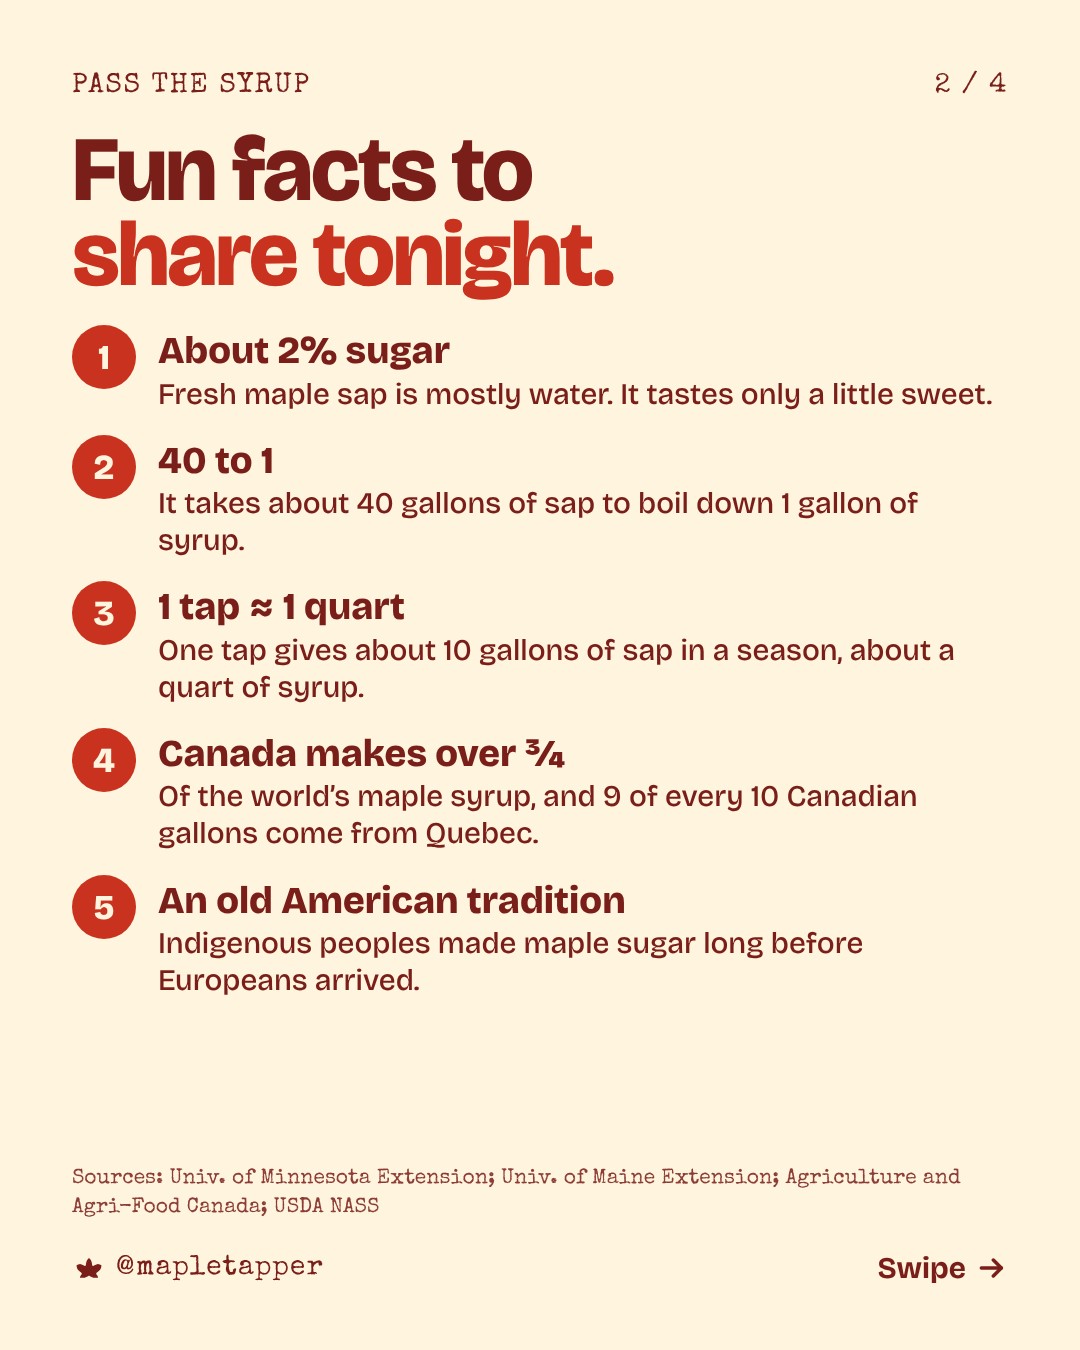 PASS THE SYRUP
2 / 4
Fun facts to
share tonight.
1
About 2% sugar
Fresh maple sap is mostly water. It tastes only a little sweet.
2
40 to 1
It takes about 40 gallons of sap to boil down 1 gallon of
syrup.
3
1 tap ≈ 1 quart
One tap gives about 10 gallons of sap in a season, about a
quart of syrup.
4
Canada makes over ¾
Of the world’s maple syrup, and 9 of every 10 Canadian
gallons come from Quebec.
5
An old American tradition
Indigenous peoples made maple sugar long before
Europeans arrived.
Sources: Univ. of Minnesota Extension; Univ. of Maine Extension; Agriculture and
Agri-Food Canada; USDA NASS
@mapletapper
Swipe →